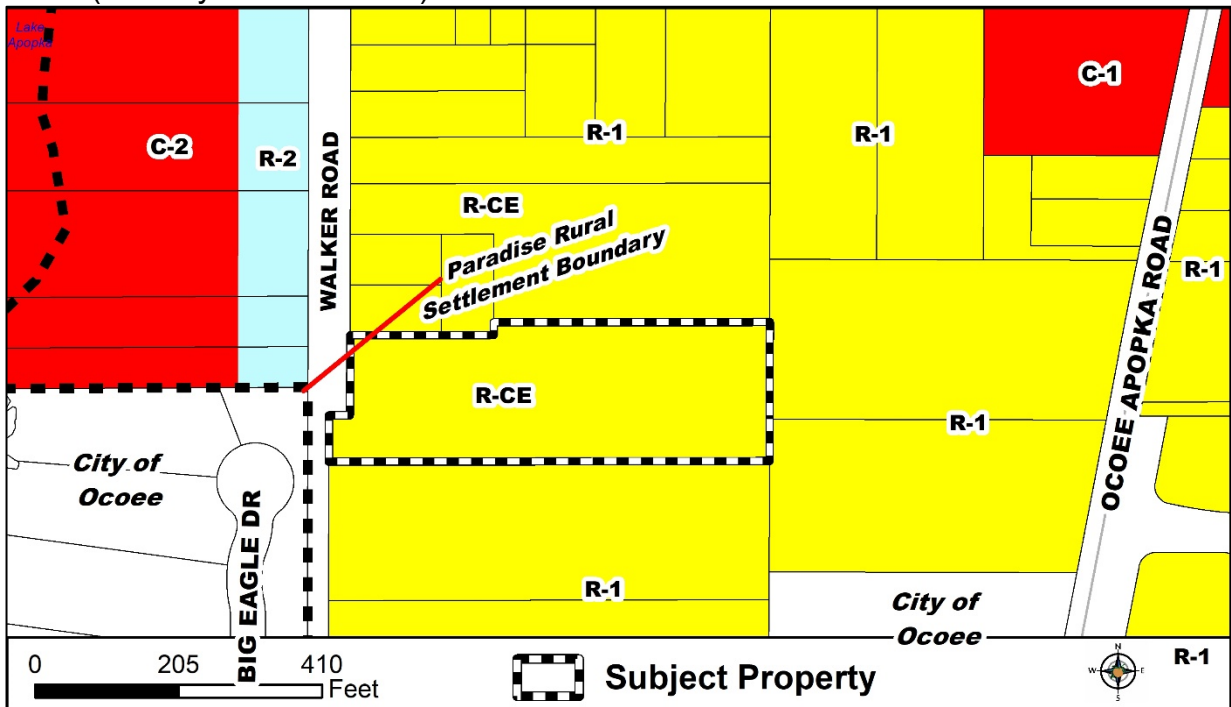 Lake
Apopka
C-2
R-2
WALKER ROAD
R-1
R-1
C-1
R-CE
Paradise Rural
Settlement Boundary
R-1
R-CE
R-1
OCOEE APOPKA ROAD
City of
Ocoee
BIG EAGLE DR
R-1
City of
Ocoee
R-1
0 205 410
Feet
Subject Property
N
W E
S